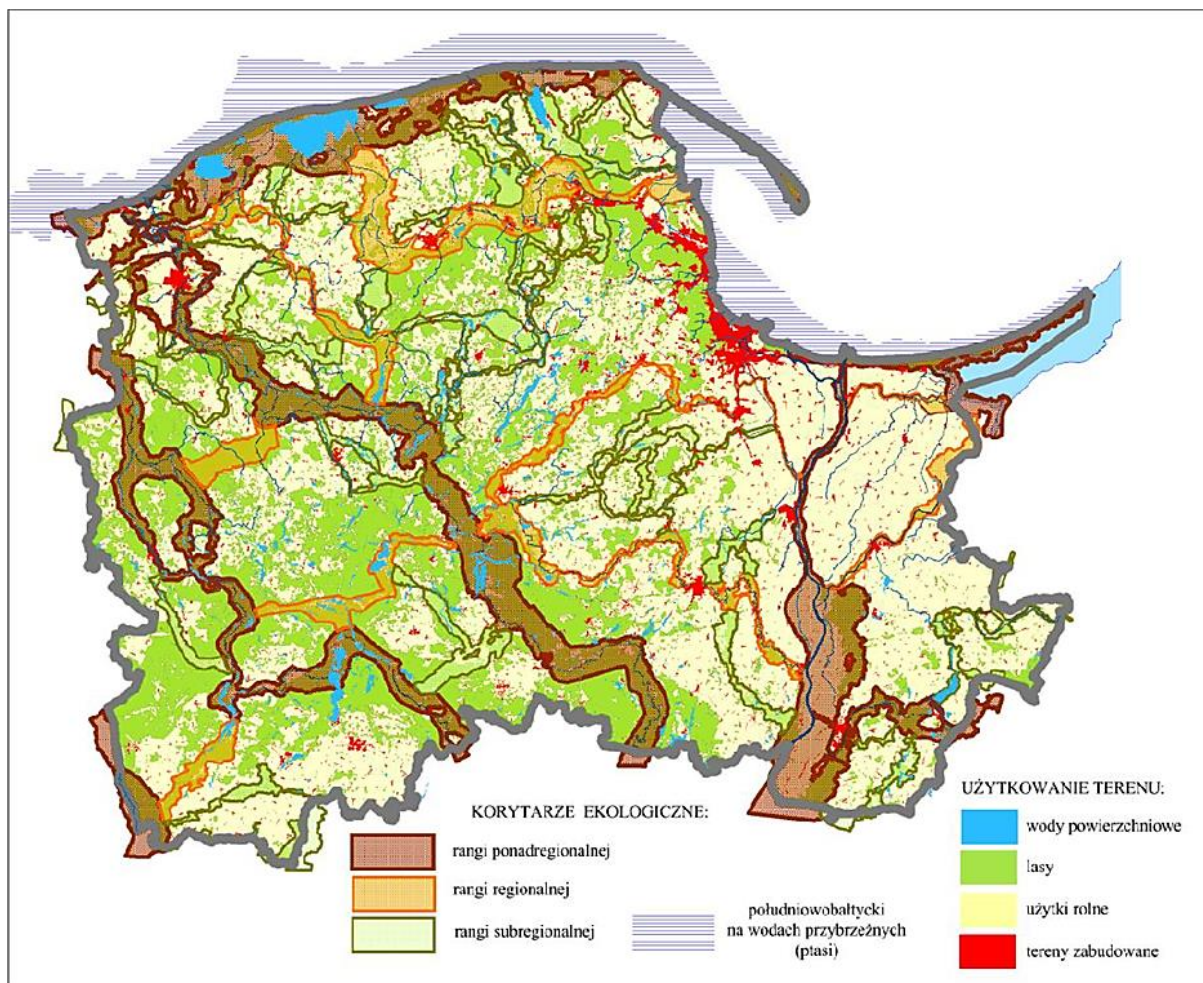 KORYTARZE EKOLOGICZNE:
rangi ponadregionalnej
rangi regionalnej
rangi subregionalnej
południowobałtycki
na wodach przybrzeżnych
(ptasi)
UŻYTKOWANIE TERENU:
wody powierzchniowe
lasy
użytki rolne
tereny zabudowane